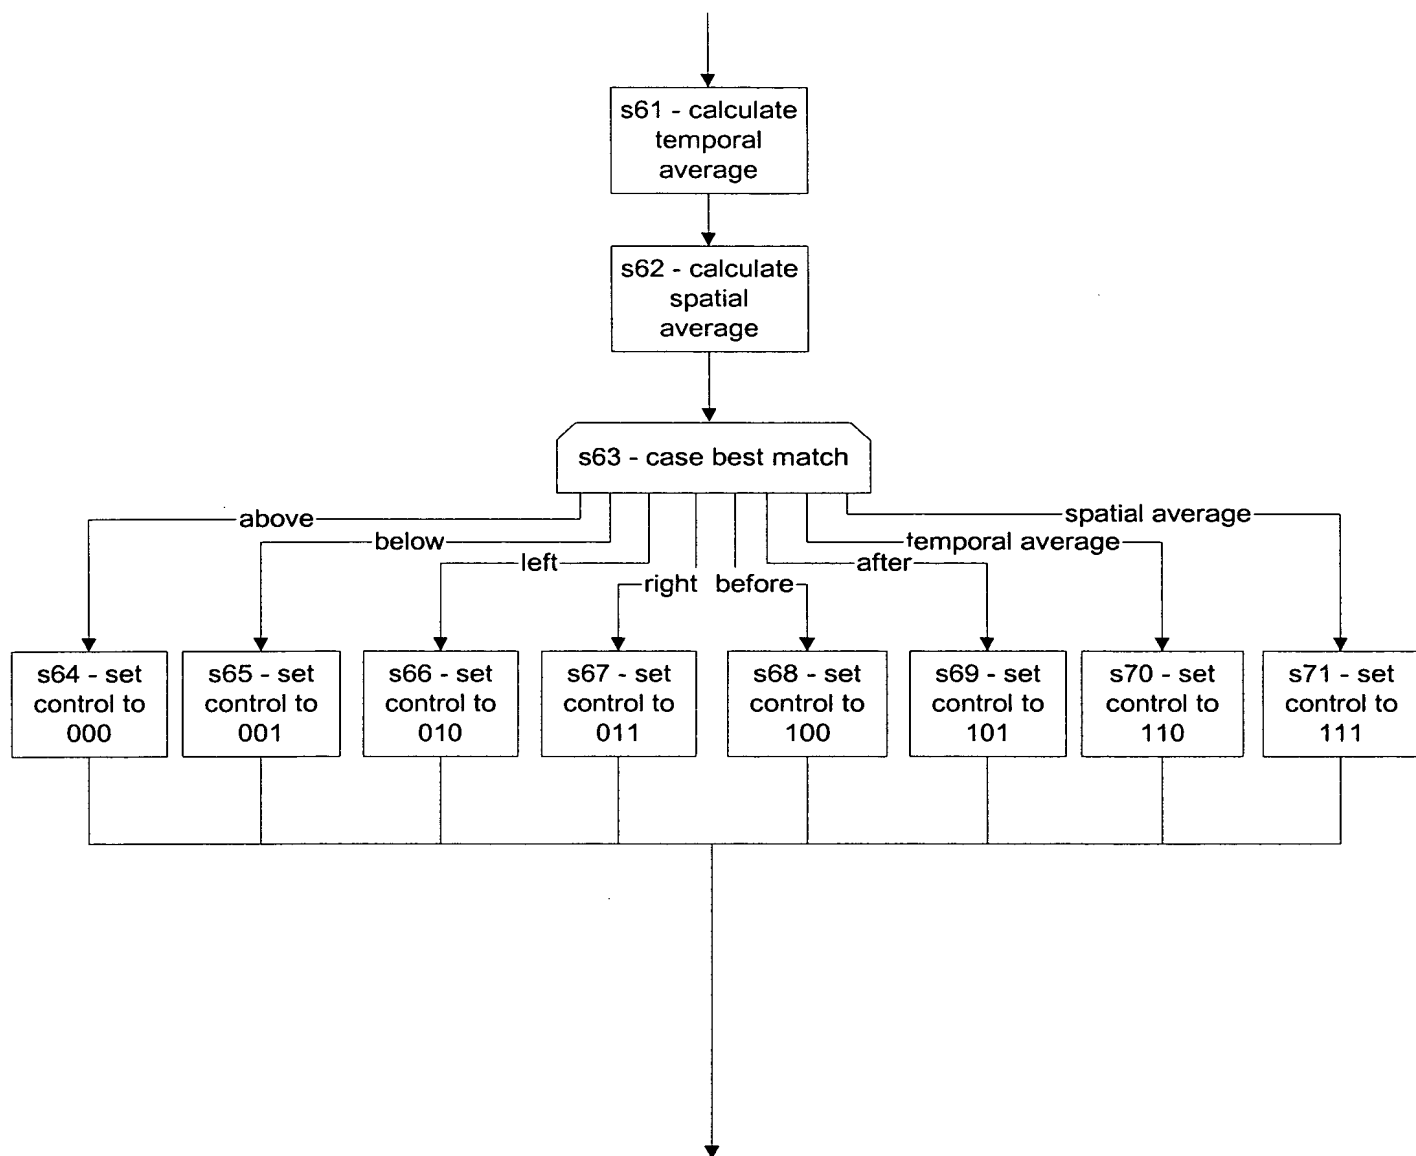 s61 - calculate
temporal
average
s62 - calculate
spatial
average
s63 - case best match
above
spatial average
below
temporal average
left
after
right
before
s64 - set
control to
000
s65 - set
control to
001
s66 - set
control to
010
s67 - set
control to
011
s68 - set
control to
100
s69 - set
control to
101
s70 - set
control to
110
s71 - set
control to
111